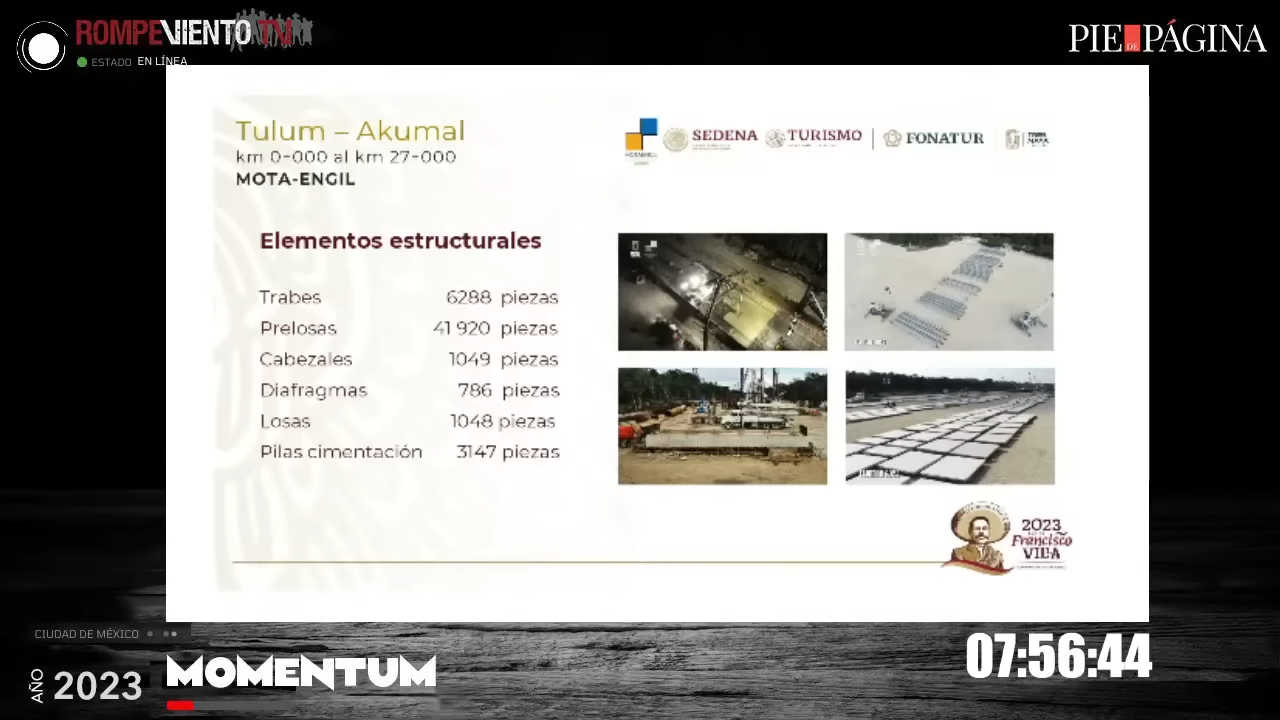 ROMPEVIENTO TV
ESTADO EN LÍNEA
PIE DE PÁGINA
Tulum – Akumal
km 0-000 al km 27-000
MOTA-ENGIL
SEDENA
TURISMO
FONATUR
TREN MAYA
Elementos estructurales
Trabes 6288 piezas
Prelosas 41 920 piezas
Cabezales 1049 piezas
Diafragmas 786 piezas
Losas 1048 piezas
Pilas cimentación 3147 piezas
2023
Francisco
VILLA
CIUDAD DE MÉXICO
AÑO 2023
MOMENTUM
07:56:44